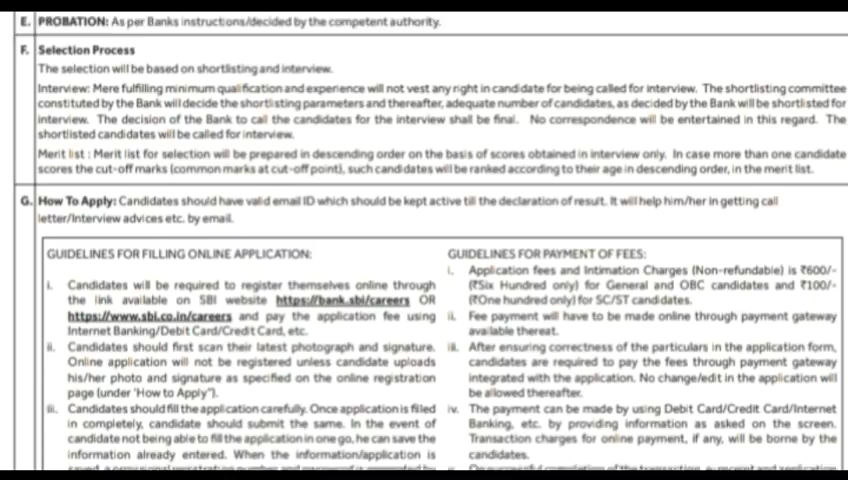 E. PROBATION: As per Banks instructions/decided by the competent authority.
F. Selection Process
The selection will be based on shortlisting and interview.
Interview: Mere fulfilling minimum qualification and experience will not vest any right in candidate for being called for interview. The shortlisting committee
constituted by the Bank will decide the shortlisting parameters and thereafter, adequate number of candidates, as decided by the Bank will be shortlisted for
interview. The decision of the Bank to call the candidates for the interview shall be final. No correspondence will be entertained in this regard. The
shortlisted candidates will be called for interview.
Merit list : Merit list for selection will be prepared in descending order on the basis of scores obtained in interview only. In case more than one candidate
scores the cut-off marks (common marks at cut-off point), such candidates will be ranked according to their age in descending order, in the merit list.
G. How To Apply: Candidates should have valid email ID which should be kept active till the declaration of result. It will help him/her in getting call
letter/Interview advices etc. by email.
GUIDELINES FOR FILLING ONLINE APPLICATION:
i. Candidates will be required to register themselves online through
the link available on SBI website https://bank.sbi/careers OR
https://www.sbi.co.in/careers and pay the application fee using
Internet Banking/Debit Card/Credit Card, etc.
ii. Candidates should first scan their latest photograph and signature.
Online application will not be registered unless candidate uploads
his/her photo and signature as specified on the online registration
page (under 'How to Apply").
iii. Candidates should fill the application carefully. Once application is filled
in completely, candidate should submit the same. In the event of
candidate not being able to fill the application in one go, he can save the
information already entered. When the information/application is
GUIDELINES FOR PAYMENT OF FEES:
i. Application fees and Intimation Charges (Non-refundable) is ₹600/-
(₹Six Hundred only) for General and OBC candidates and ₹100/-
(₹One hundred only) for SC/ST candidates.
ii. Fee payment will have to be made online through payment gateway
available thereat.
iii. After ensuring correctness of the particulars in the application form,
candidates are required to pay the fees through payment gateway
integrated with the application. No change/edit in the application will
be allowed thereafter.
iv. The payment can be made by using Debit Card/Credit Card/Internet
Banking, etc. by providing information as asked on the screen.
Transaction charges for online payment, if any, will be borne by the
candidates.